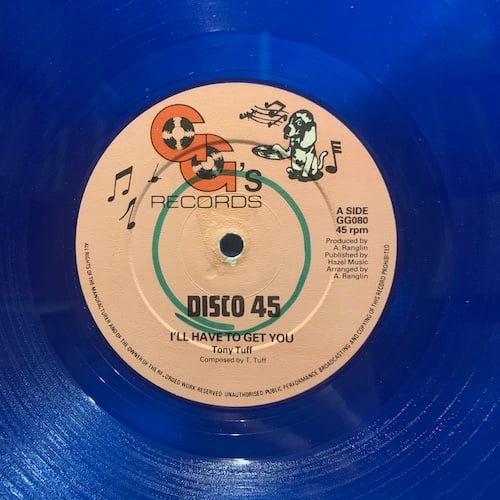 GG's
RECORDS
A SIDE
GG080
45 rpm
Produced by
A. Ranglin
Published by
Hazel Music
Arranged by
A. Ranglin
DISCO 45
I'LL HAVE TO GET YOU
Tony Tuff
Composed by T. Tuff
ALL RIGHTS OF THE MANUFACTURER AND OF THE OWNER OF THE RECORDED WORK RESERVED UNAUTHORISED PUBLIC PERFORMANCE BROADCASTING AND COPYING OF THIS RECORD PROHIBITED